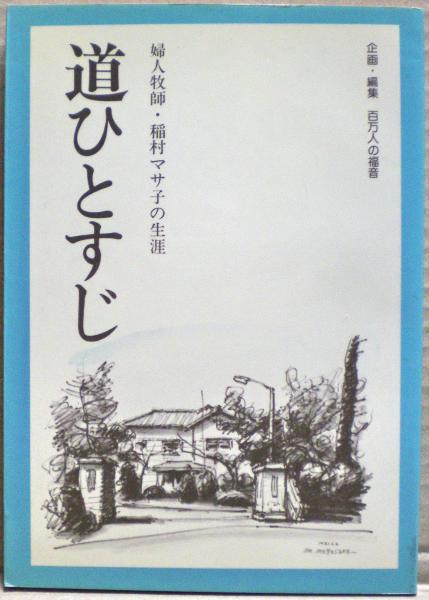 企画・編集 百万人の福音
婦人牧師・稲村マサ子の生涯
道ひとすじ